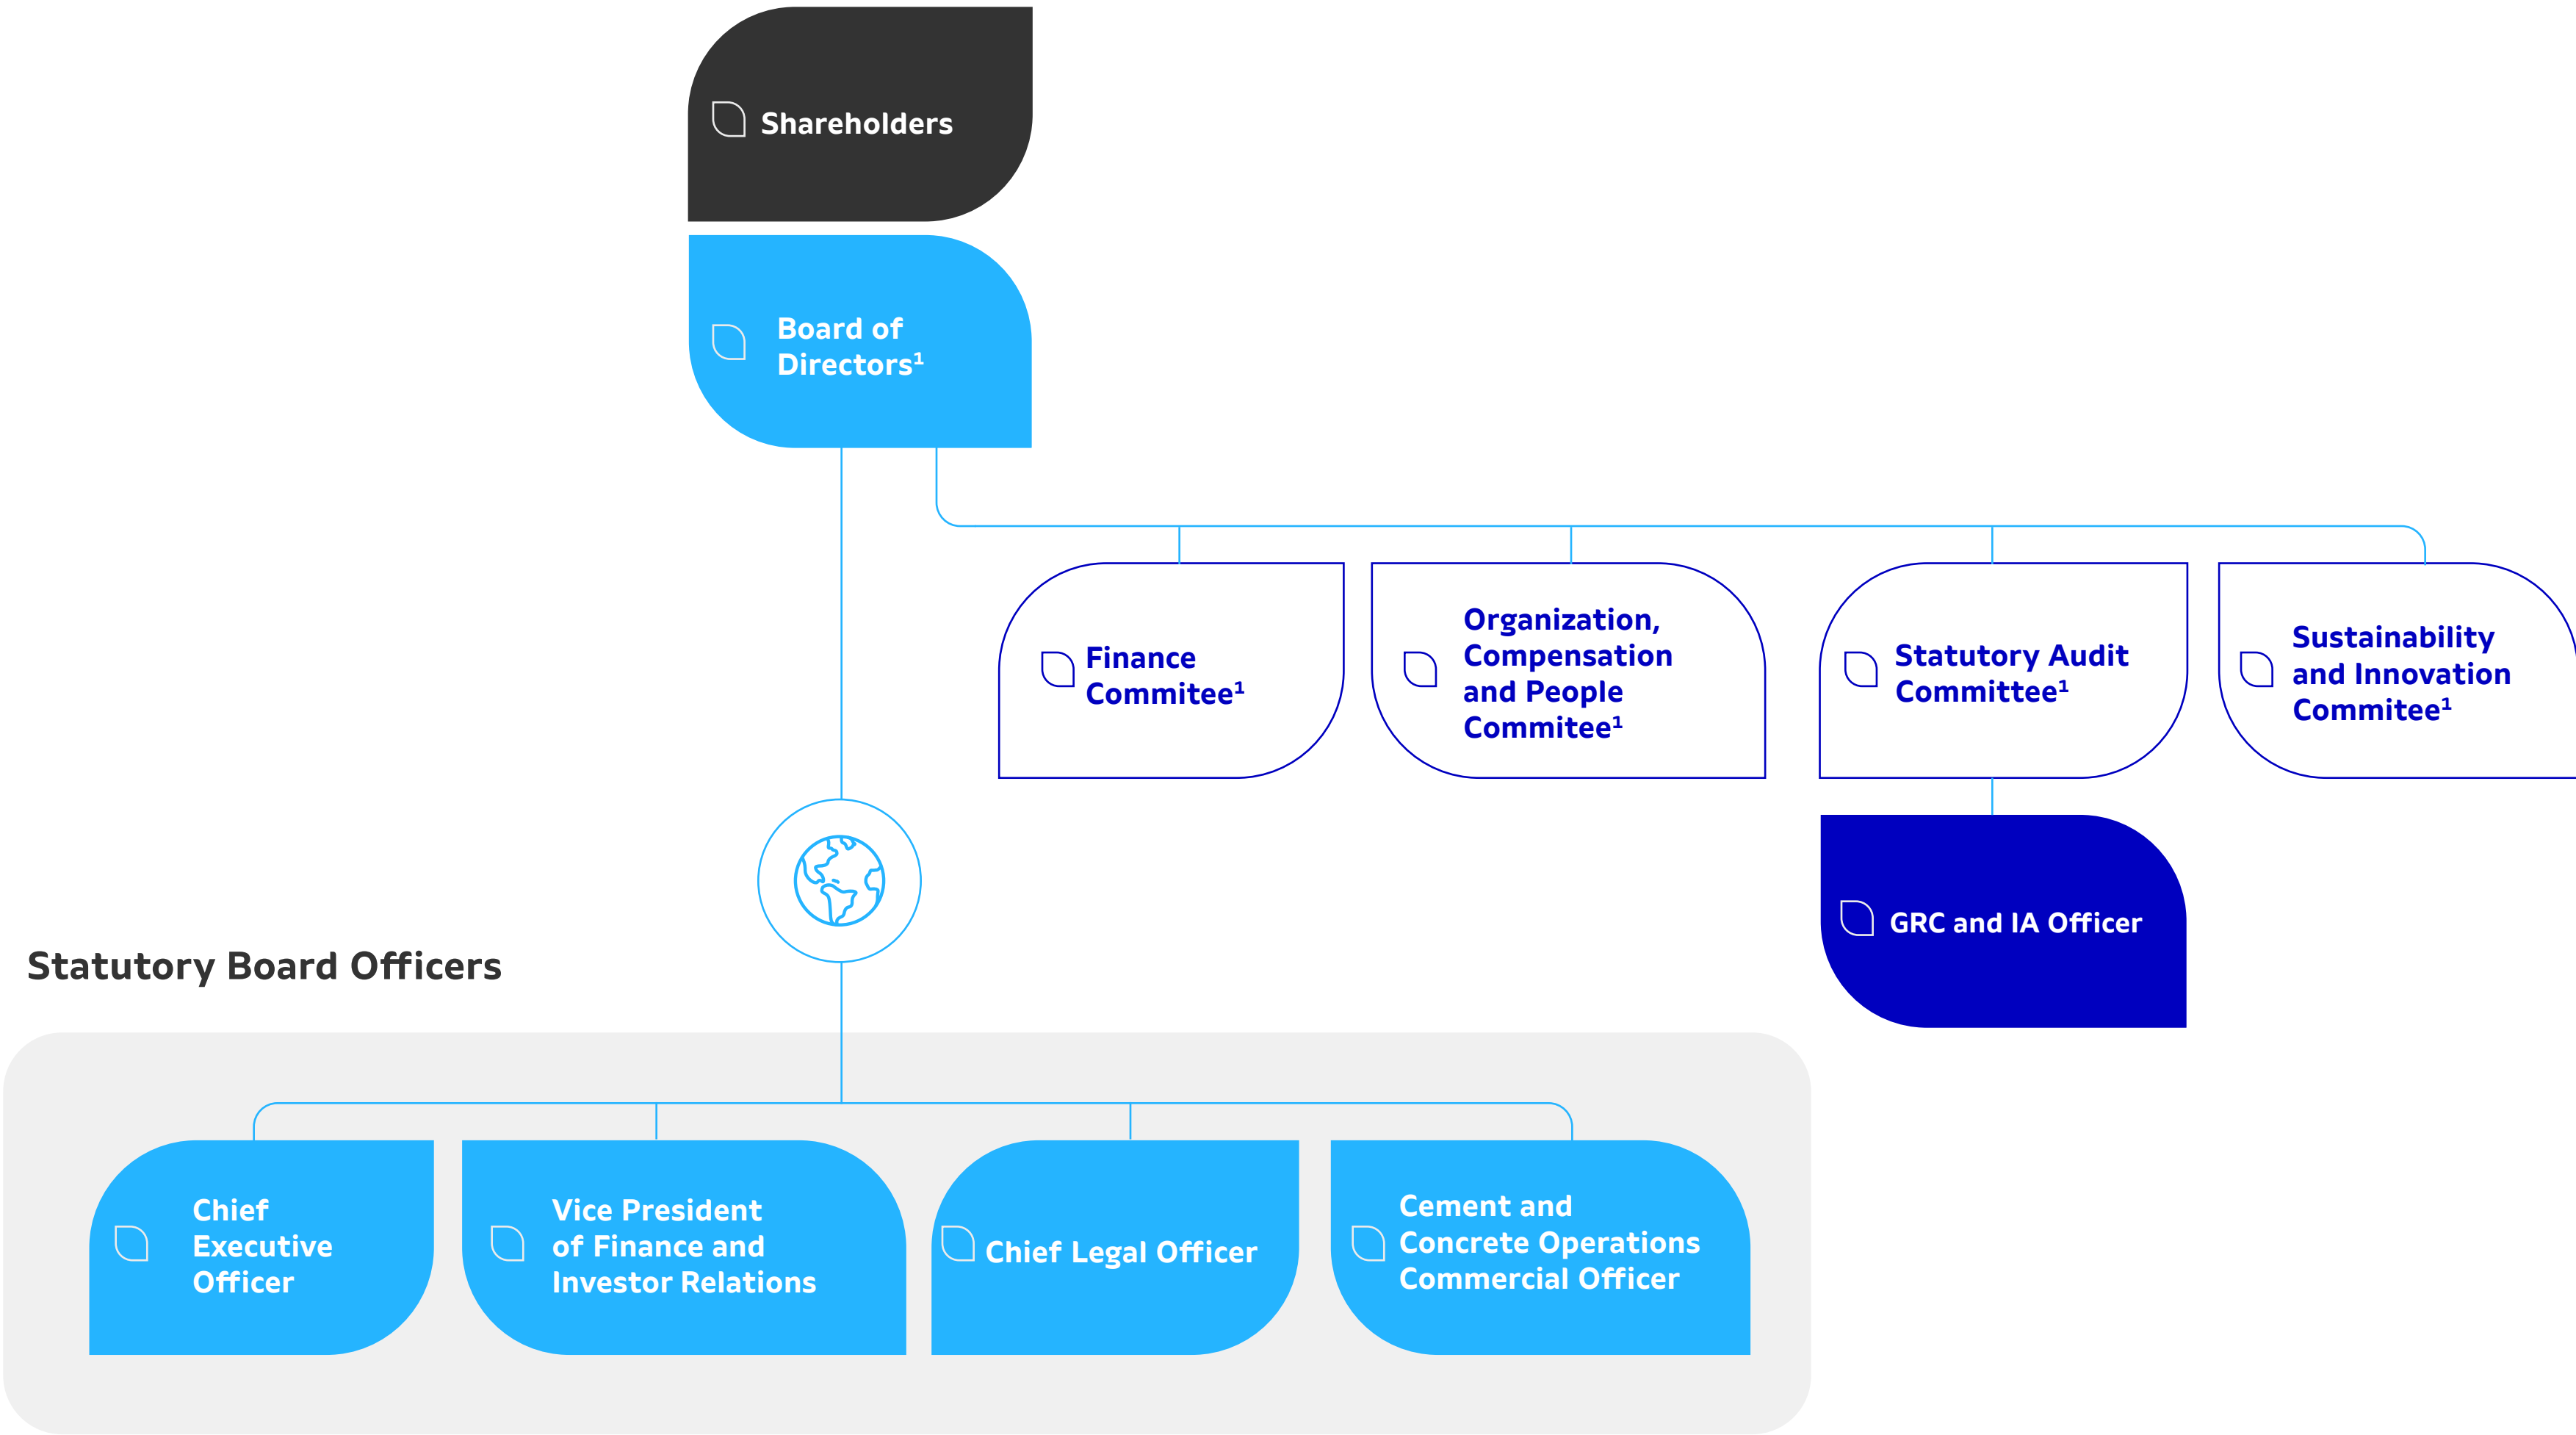 Shareholders
Board of
Directors¹
Finance
Commitee¹
Organization,
Compensation
and People
Commitee¹
Statutory Audit
Committee¹
Sustainability
and Innovation
Commitee¹
GRC and IA Officer
Statutory Board Officers
Chief
Executive
Officer
Vice President
of Finance and
Investor Relations
Chief Legal Officer
Cement and
Concrete Operations
Commercial Officer